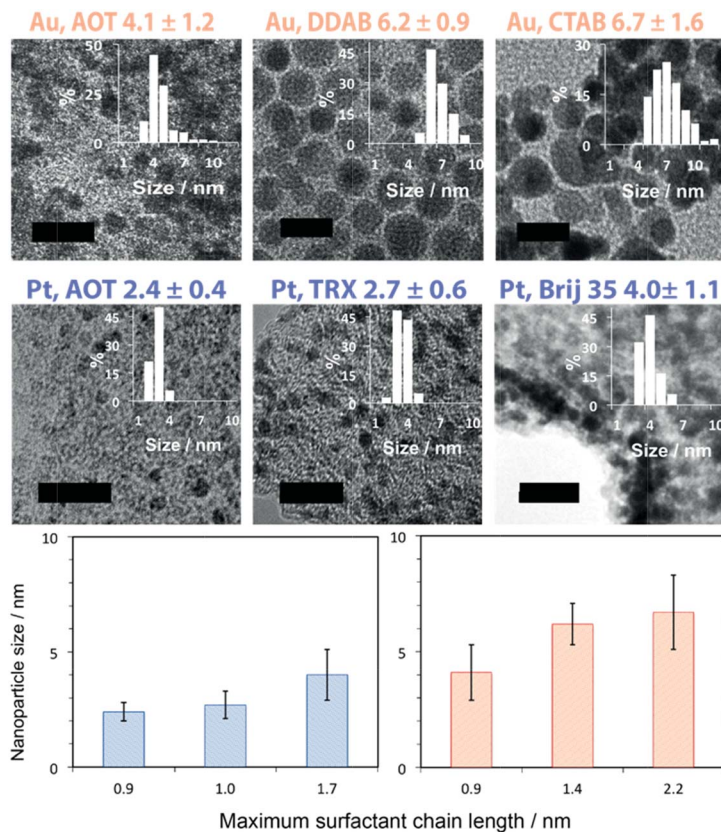 Au, AOT 4.1 ± 1.2
Au, DDAB 6.2 ± 0.9
Au, CTAB 6.7 ± 1.6
50
%
0
1 4 10
Size / nm
45
30
%
15
0
1 4 10
Size / nm
30
%
15
0
1 4 7 10
Size / nm
Pt, AOT 2.4 ± 0.4
Pt, TRX 2.7 ± 0.6
Pt, Brij 35 4.0± 1.1
45
30
%
15
0
1 4 10
Size / nm
45
30
%
15
0
1 4 10
Size / nm
45
30
%
15
0
1 4 7 10
Size / nm
Nanoparticle size / nm
10
5
0
0.9 1.0 1.7
10
5
0
0.9 1.4 2.2
Maximum surfactant chain length / nm